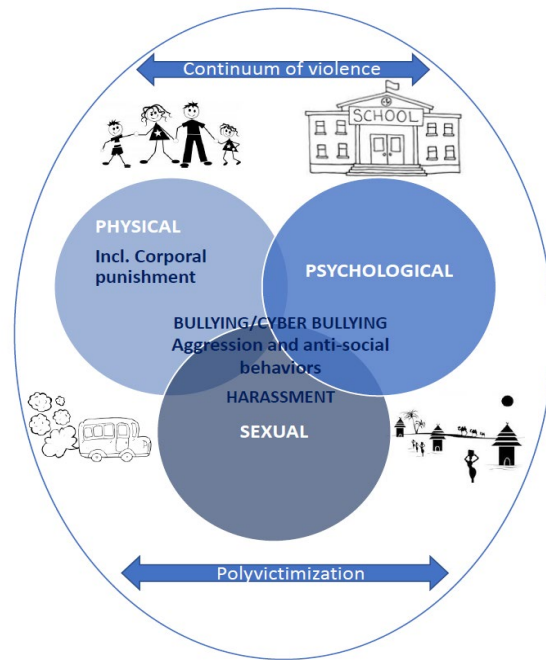 Continuum of violence
SCHOOL
PHYSICAL
Incl. Corporal
punishment
PSYCHOLOGICAL
BULLYING/CYBER BULLYING
Aggression and anti-social
behaviors
HARASSMENT
SEXUAL
Polyvictimization